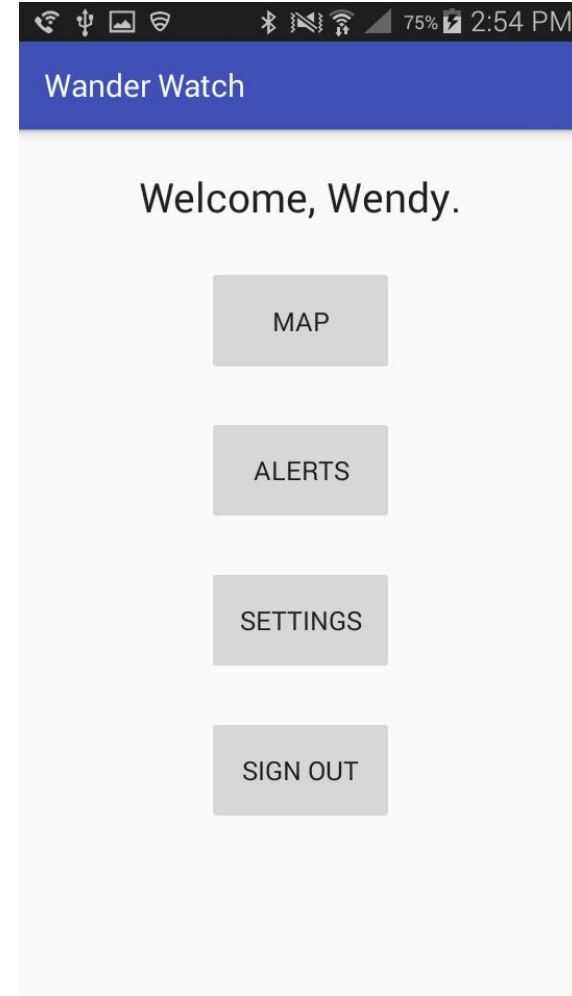 75% 2:54 PM
Wander Watch
Welcome, Wendy.
MAP
ALERTS
SETTINGS
SIGN OUT